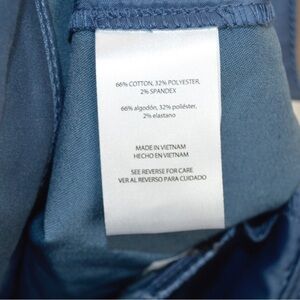 66% COTTON, 32% POLYESTER,
2% SPANDEX
66% algodón, 32% poliéster,
2% elastano
MADE IN VIETNAM
HECHO EN VIETNAM
SEE REVERSE FOR CARE
VER AL REVERSO PARA CUIDADO